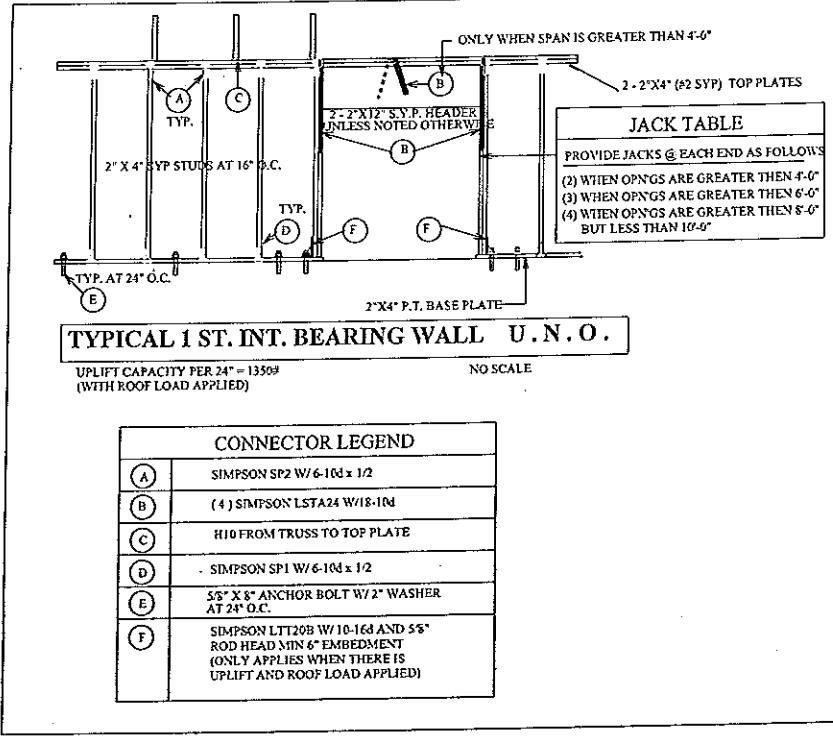 ONLY WHEN SPAN IS GREATER THAN 4'-0"
B
A
TYP.
C
2 - 2"X4" (#2 SYP) TOP PLATES
2 - 2"X12" S.Y.P. HEADER
UNLESS NOTED OTHERWISE
B
JACK TABLE
PROVIDE JACKS @ EACH END AS FOLLOWS
(2) WHEN OPN'GS ARE GREATER THEN 4'-0"
(3) WHEN OPN'GS ARE GREATER THEN 6'-0"
(4) WHEN OPN'GS ARE GREATER THEN 8'-0"
BUT LESS THAN 10'-0"
2" X 4" SYP STUDS AT 16" O.C.
TYP.
D
F
F
TYP. AT 24" O.C.
E
2"X4" P.T. BASE PLATE
TYPICAL 1 ST. INT. BEARING WALL U.N.O.
UPLIFT CAPACITY PER 24" = 1350#
(WITH ROOF LOAD APPLIED)
NO SCALE
CONNECTOR LEGEND
A SIMPSON SP2 W/ 6-10d x 1/2
B ( 4 ) SIMPSON LSTA24 W/18-10d
C H10 FROM TRUSS TO TOP PLATE
D - SIMPSON SP1 W/ 6-10d x 1/2
E 5/8" X 8" ANCHOR BOLT W/ 2" WASHER
AT 24" O.C.
F SIMPSON LTT20B W/ 10-16d AND 5/8"
ROD HEAD MIN 6" EMBEDMENT
(ONLY APPLIES WHEN THERE IS
UPLIFT AND ROOF LOAD APPLIED)